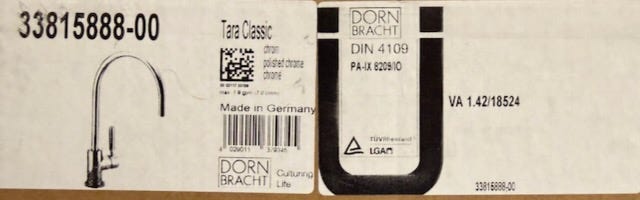 33815888-00
Tara Classic
chrom
polished chrome
chromé
Made in Germany
DORN
BRACHT
Culturing
Life
DORN
BRACHT
DIN 4109
PA-IX 8209/IO
TÜVRheinland
LGA
VA 1.42/18524
33815888-00